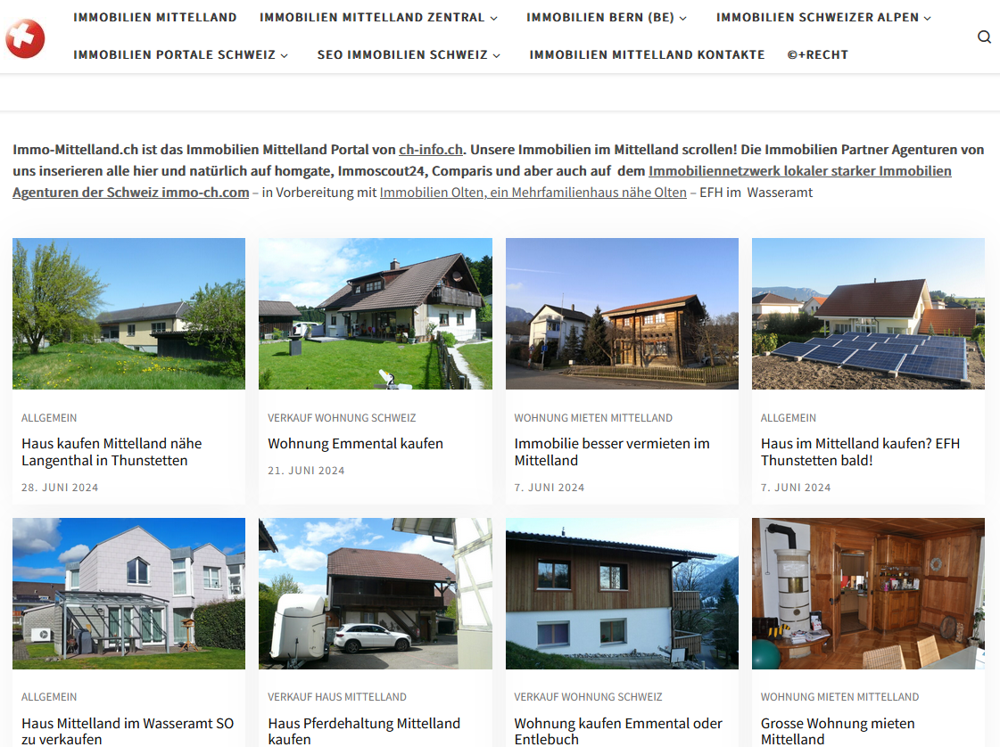 IMMOBILIEN MITTELLAND IMMOBILIEN MITTELLAND ZENTRAL IMMOBILIEN BERN (BE) IMMOBILIEN SCHWEIZER ALPEN
IMMOBILIEN PORTALE SCHWEIZ SEO IMMOBILIEN SCHWEIZ IMMOBILIEN MITTELLAND KONTAKTE ©+RECHT
Immo-Mittelland.ch ist das Immobilien Mittelland Portal von ch-info.ch. Unsere Immobilien im Mittelland scrollen! Die Immobilien Partner Agenturen von
uns inserieren alle hier und natürlich auf homgate, Immoscout24, Comparis und aber auch auf dem Immobiliennetzwerk lokaler starker Immobilien
Agenturen der Schweiz immo-ch.com – in Vorbereitung mit Immobilien Olten, ein Mehrfamilienhaus nähe Olten – EFH im Wasseramt
ALLGEMEIN
Haus kaufen Mittelland nähe
Langenthal in Thunstetten
28. JUNI 2024
VERKAUF WOHNUNG SCHWEIZ
Wohnung Emmental kaufen
21. JUNI 2024
WOHNUNG MIETEN MITTELLAND
Immobilie besser vermieten im
Mittelland
7. JUNI 2024
ALLGEMEIN
Haus im Mittelland kaufen? EFH
Thunstetten bald!
7. JUNI 2024
ALLGEMEIN
Haus Mittelland im Wasseramt SO
zu verkaufen
VERKAUF HAUS MITTELLAND
Haus Pferdehaltung Mittelland
kaufen
VERKAUF WOHNUNG SCHWEIZ
Wohnung kaufen Emmental oder
Entlebuch
WOHNUNG MIETEN MITTELLAND
Grosse Wohnung mieten
Mittelland